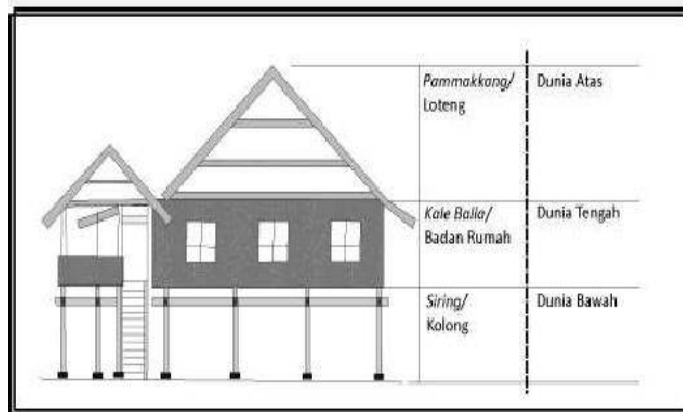 Pammakkang/
Loteng
Dunia Atas
Kale Balla/
Badan Rumah
Dunia Tengah
Siring/
Kolong
Dunia Bawah